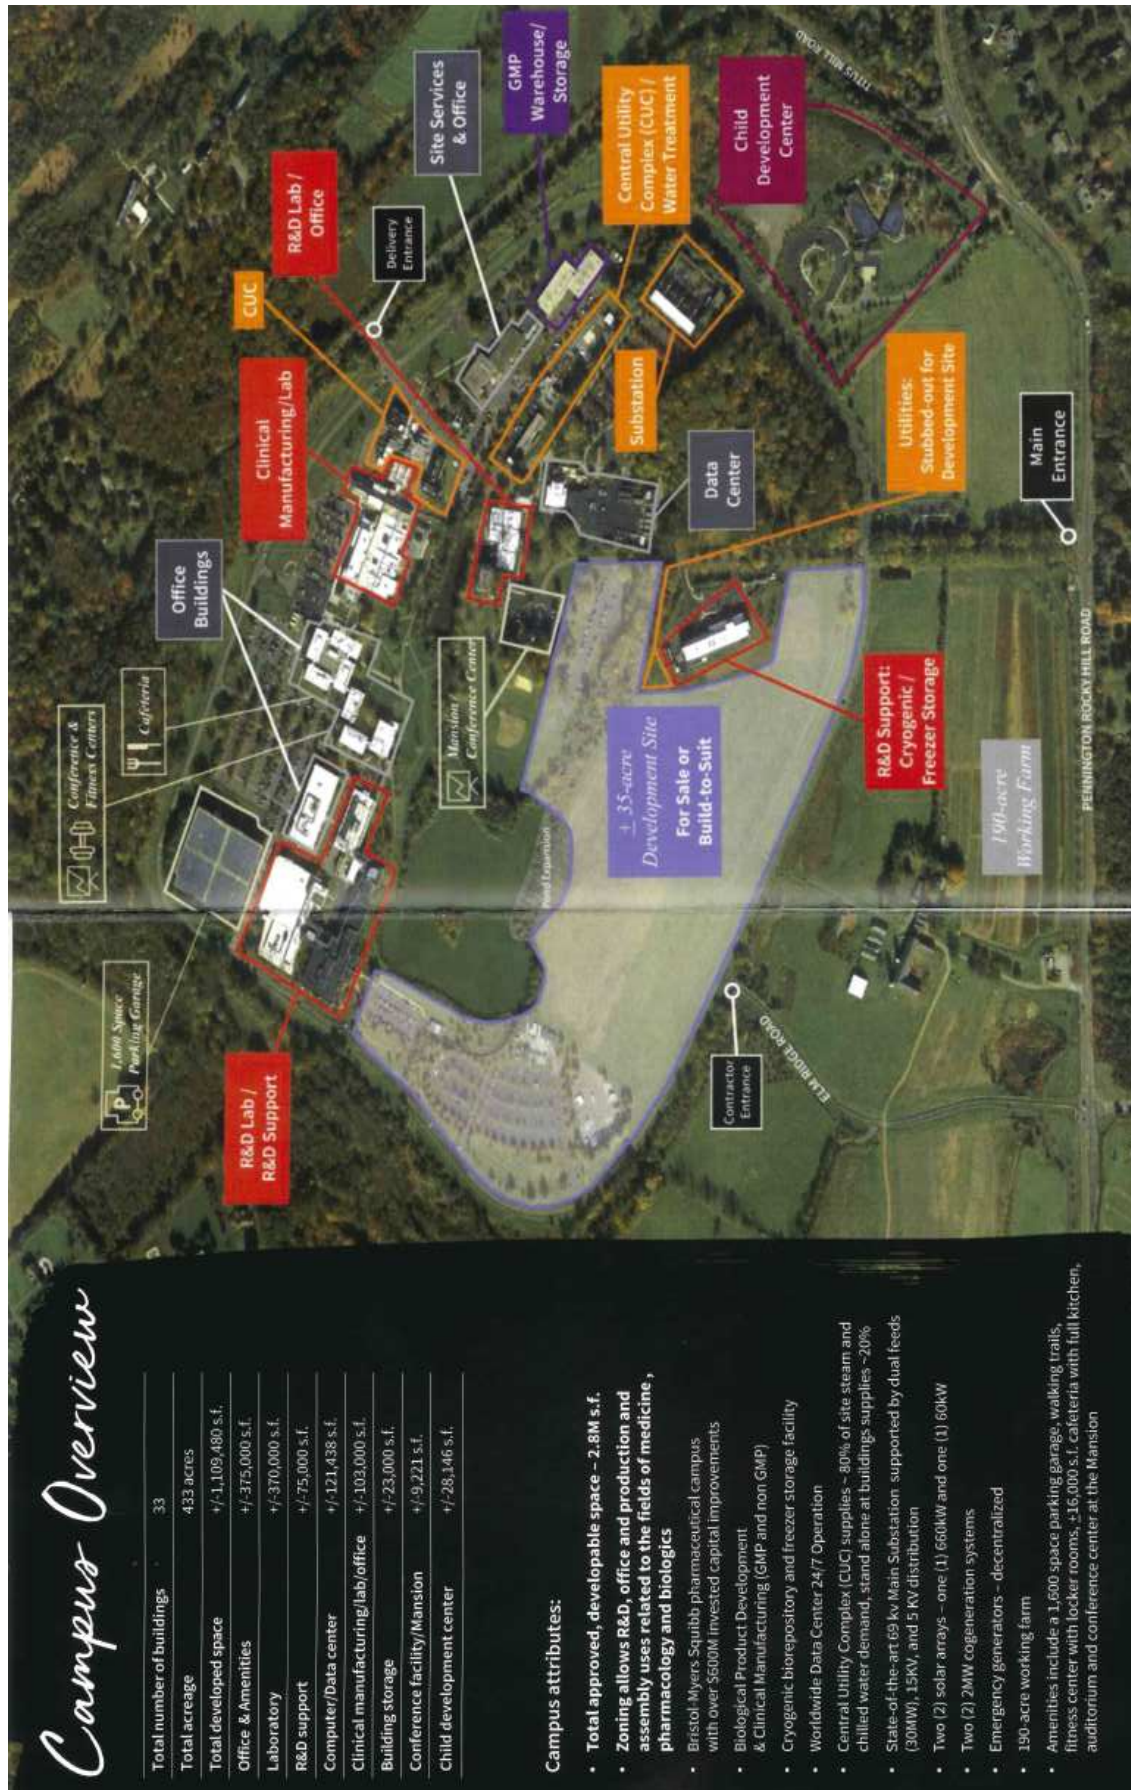 Campus Overview
Total number of buildings 33
Total acreage 433 acres
Total developed space +/-1,109,480 s.f.
Office & Amenities +/-375,000 s.f.
Laboratory +/-370,000 s.f.
R&D support +/-75,000 s.f.
Computer/Data center +/-121,438 s.f.
Clinical manufacturing/lab/office +/-103,000 s.f.
Building storage +/-23,000 s.f.
Conference facility/Mansion +/-9,221 s.f.
Child development center +/-28,146 s.f.
Campus attributes:
• Total approved, developable space – 2.8M s.f.
• Zoning allows R&D, office and production and
assembly uses related to the fields of medicine ,
pharmacology and biologics
• Bristol-Myers Squibb pharmaceutical campus
with over $600M invested capital improvements
• Biological Product Development
& Clinical Manufacturing (GMP and non GMP)
• Cryogenic biorepository and freezer storage facility
• Worldwide Data Center 24/7 Operation
• Central Utility Complex (CUC) supplies ~ 80% of site steam and
chilled water demand, stand alone at buildings supplies ~20%
• State-of-the-art 69 kv Main Substation supported by dual feeds
(30MW), 15KV, and 5 KV distribution
• Two (2) solar arrays – one (1) 660kW and one (1) 60kW
• Two (2) 2MW cogeneration systems
• Emergency generators – decentralized
• 190-acre working farm
• Amenities include a 1,600 space parking garage, walking trails,
fitness center with locker rooms, ±16,000 s.f. cafeteria with full kitchen,
auditorium and conference center at the Mansion
P
1,600 Space
Parking Garage
Conference &
Fitness Centers
Cafeteria
Office
Buildings
Clinical
Manufacturing/Lab
CUC
R&D Lab /
Office
Delivery
Entrance
Site Services
& Office
GMP
Warehouse/
Storage
Central Utility
Complex (CUC) /
Water Treatment
Child
Development
Center
TITUS MILL ROAD
R&D Lab /
R&D Support
Mansion
Conference Center
Pond Expansion
± 35-acre
Development Site
For Sale or
Build-to-Suit
Substation
Data
Center
Utilities:
Stubbed-out for
Development Site
Contractor
Entrance
ELM RIDGE ROAD
R&D Support:
Cryogenic /
Freezer Storage
190-acre
Working Farm
Main
Entrance
PENNINGTON ROCKY HILL ROAD